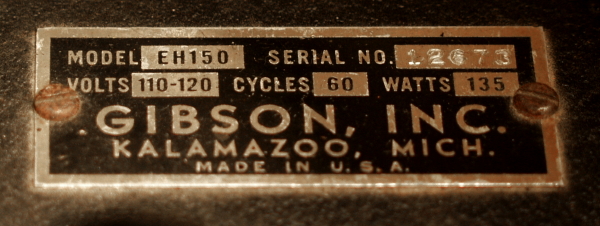 MODEL EH150 SERIAL NO. 12673
VOLTS 110-120 CYCLES 60 WATTS 135
GIBSON, INC.
KALAMAZOO, MICH.
MADE IN U.S.A.